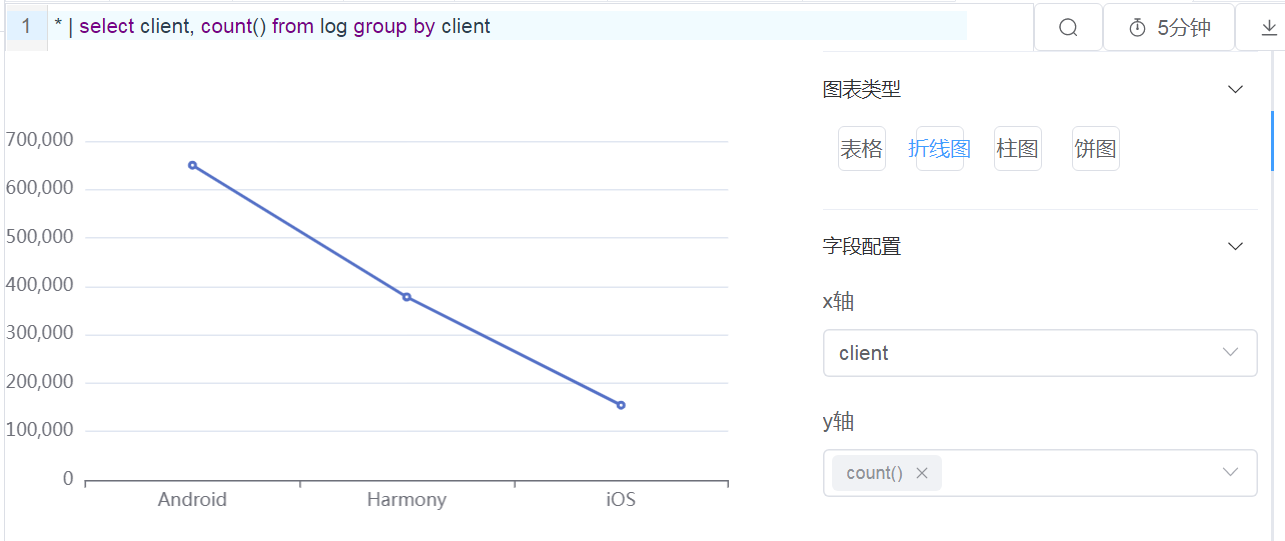 1 * | select client, count() from log group by client
5分钟
图表类型
表格 折线图 柱图 饼图
字段配置
x轴
client
y轴
count()
700,000
600,000
500,000
400,000
300,000
200,000
100,000
0
Android Harmony iOS